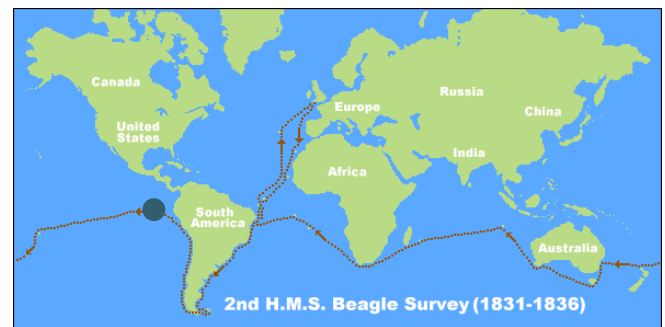 Canada
Russia
Europe
China
United
States
India
Africa
South
America
Australia
2nd H.M.S. Beagle Survey (1831-1836)